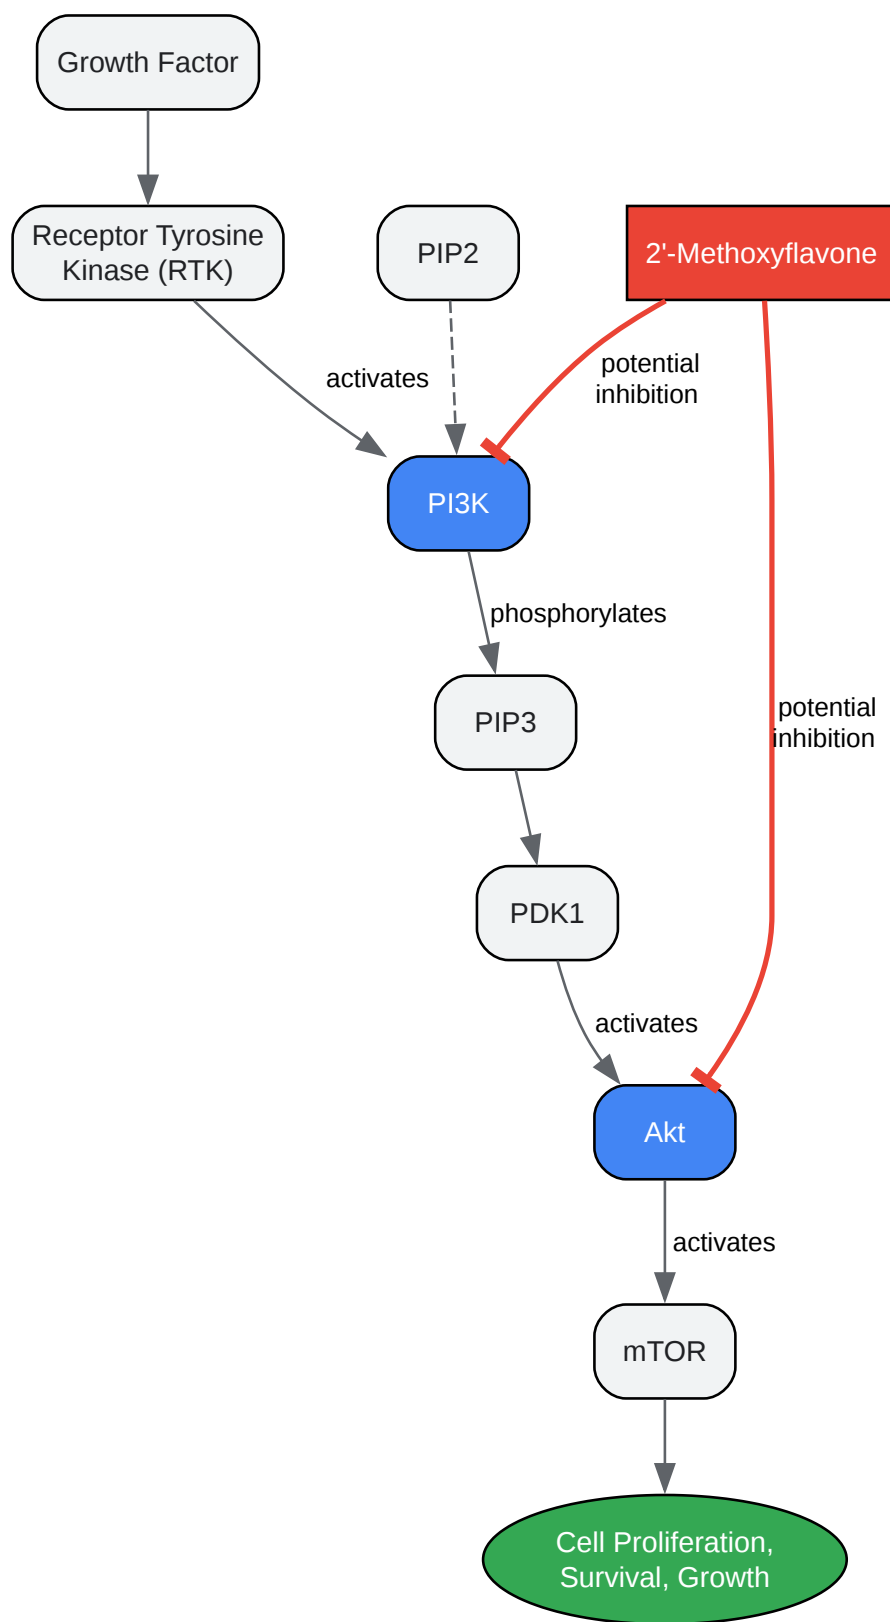 Growth Factor
Receptor Tyrosine
Kinase (RTK)
PIP2
2'-Methoxyflavone
activates
potential
inhibition
PI3K
phosphorylates
PIP3
potential
inhibition
PDK1
activates
Akt
activates
mTOR
Cell Proliferation,
Survival, Growth